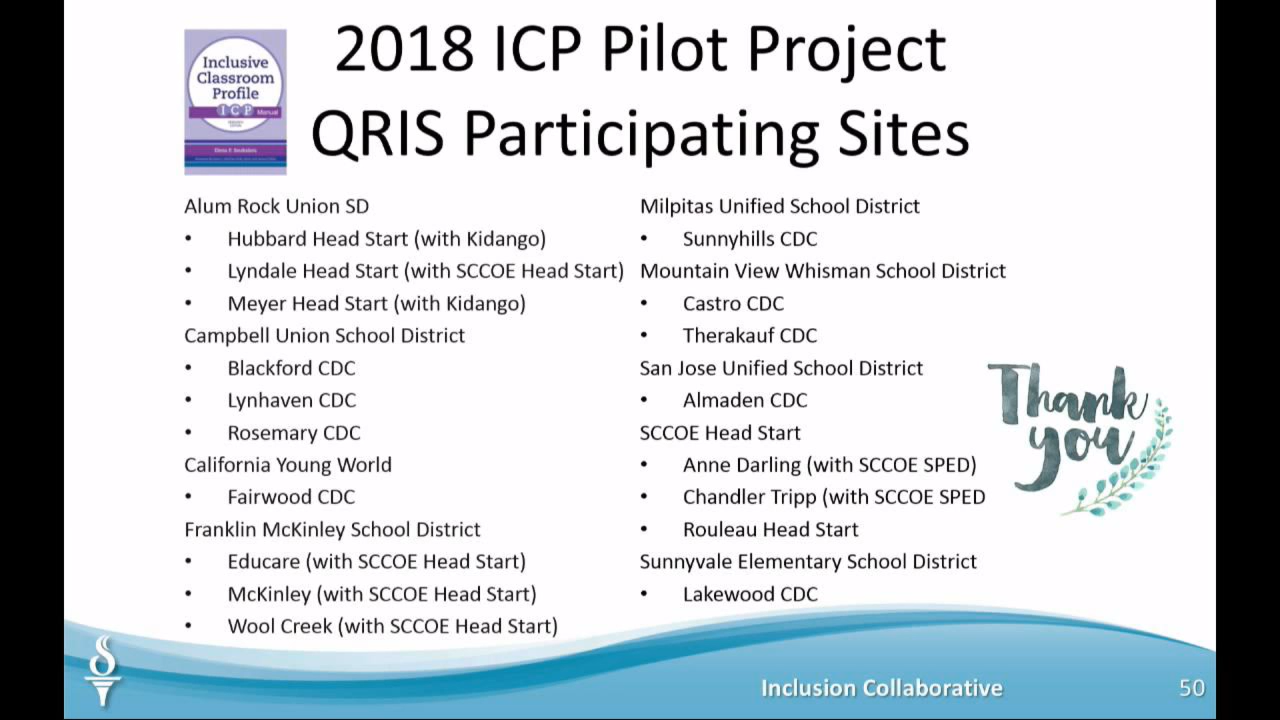 2018 ICP Pilot Project
QRIS Participating Sites
Inclusive
Classroom
Profile
ICP Manual
Alum Rock Union SD
• Hubbard Head Start (with Kidango)
• Lyndale Head Start (with SCCOE Head Start)
• Meyer Head Start (with Kidango)
Campbell Union School District
• Blackford CDC
• Lynhaven CDC
• Rosemary CDC
California Young World
• Fairwood CDC
Franklin McKinley School District
• Educare (with SCCOE Head Start)
• McKinley (with SCCOE Head Start)
• Wool Creek (with SCCOE Head Start)
Milpitas Unified School District
• Sunnyhills CDC
Mountain View Whisman School District
• Castro CDC
• Therakauf CDC
San Jose Unified School District
• Almaden CDC
SCCOE Head Start
• Anne Darling (with SCCOE SPED)
• Chandler Tripp (with SCCOE SPED
• Rouleau Head Start
Sunnyvale Elementary School District
• Lakewood CDC
Thank
you
Inclusion Collaborative
50